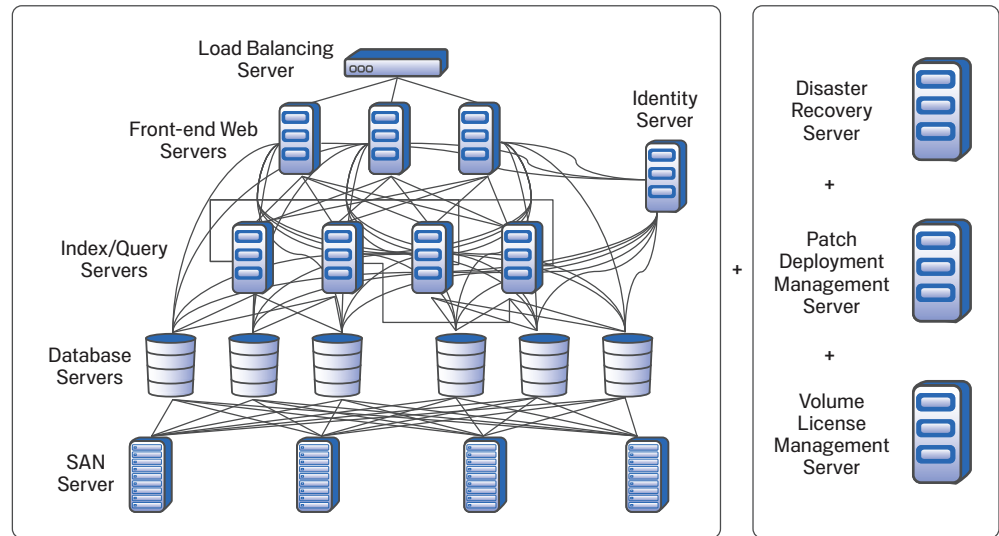 Load Balancing
Server
Identity
Server
Front-end Web
Servers
Index/Query
Servers
Database
Servers
SAN
Server
+
Disaster
Recovery
Server
+
Patch
Deployment
Management
Server
+
Volume
License
Management
Server